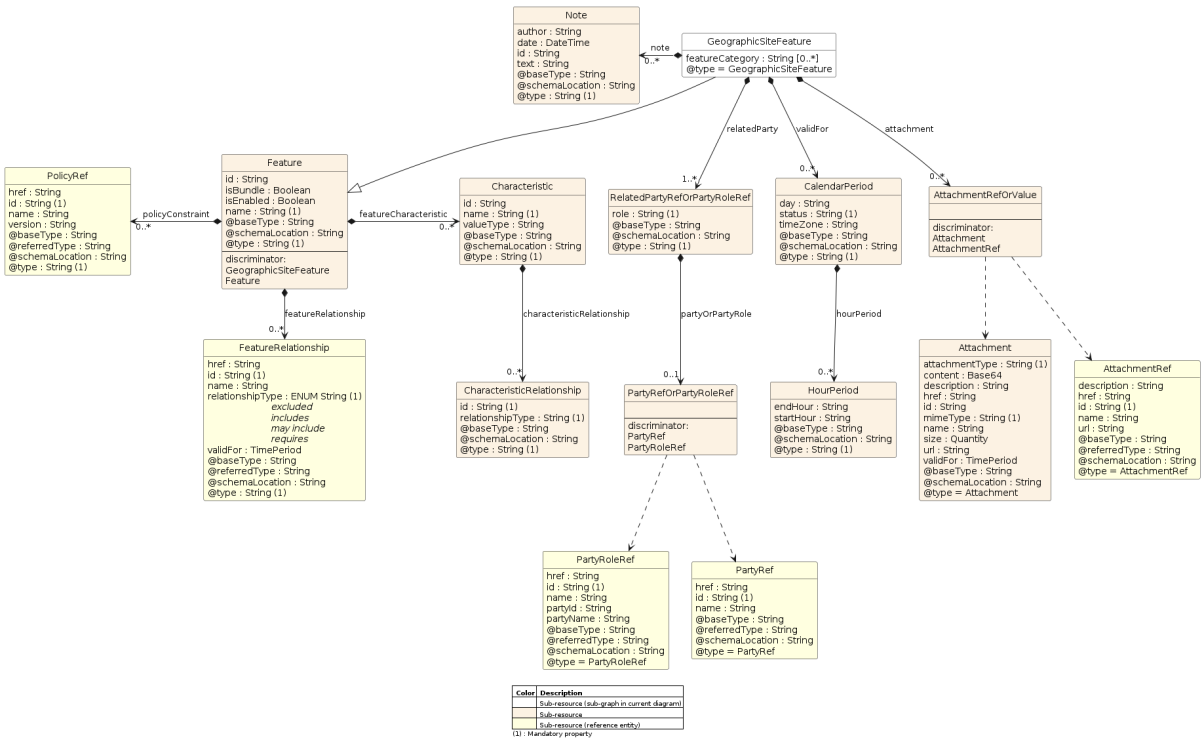 Note
author : String
date : DateTime
id : String
text : String
@baseType : String
@schemaLocation : String
@type : String (1)
note
0..*
GeographicSiteFeature
featureCategory : String [0..*]
@type = GeographicSiteFeature
relatedParty
validFor
attachment
1..*
0..*
0..*
PolicyRef
href : String
id : String (1)
name : String
version : String
@baseType : String
@referredType : String
@schemaLocation : String
@type : String (1)
policyConstraint
0..*
Feature
id : String
isBundle : Boolean
isEnabled : Boolean
name : String (1)
@baseType : String
@schemaLocation : String
@type : String (1)
discriminator:
GeographicSiteFeature
Feature
featureCharacteristic
0..*
Characteristic
id : String
name : String (1)
valueType : String
@baseType : String
@schemaLocation : String
@type : String (1)
RelatedPartyRefOrPartyRoleRef
role : String (1)
@baseType : String
@schemaLocation : String
@type : String (1)
CalendarPeriod
day : String
status : String (1)
timeZone : String
@baseType : String
@schemaLocation : String
@type : String (1)
AttachmentRefOrValue
discriminator:
Attachment
AttachmentRef
featureRelationship
0..*
characteristicRelationship
0..*
partyOrPartyRole
0..1
hourPeriod
0..*
FeatureRelationship
href : String
id : String (1)
name : String
relationshipType : ENUM String (1)
excluded
includes
may include
requires
validFor : TimePeriod
@baseType : String
@referredType : String
@schemaLocation : String
@type : String (1)
CharacteristicRelationship
id : String (1)
relationshipType : String (1)
@baseType : String
@schemaLocation : String
@type : String (1)
PartyRefOrPartyRoleRef
discriminator:
PartyRef
PartyRoleRef
HourPeriod
endHour : String
startHour : String
@baseType : String
@schemaLocation : String
@type : String (1)
Attachment
attachmentType : String (1)
content : Base64
description : String
href : String
id : String
mimeType : String (1)
name : String
size : Quantity
url : String
validFor : TimePeriod
@baseType : String
@schemaLocation : String
@type = Attachment
AttachmentRef
description : String
href : String
id : String (1)
name : String
url : String
@baseType : String
@referredType : String
@schemaLocation : String
@type = AttachmentRef
PartyRoleRef
href : String
id : String (1)
name : String
partyId : String
partyName : String
@baseType : String
@referredType : String
@schemaLocation : String
@type = PartyRoleRef
PartyRef
href : String
id : String (1)
name : String
@baseType : String
@referredType : String
@schemaLocation : String
@type = PartyRef
Color Description
Sub-resource (sub-graph in current diagram)
Sub-resource
Sub-resource (reference entity)
(1) : Mandatory property